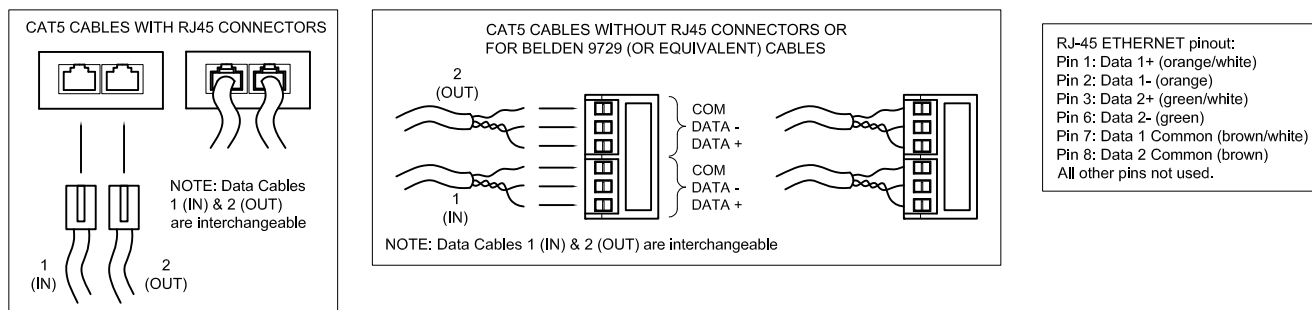 CAT5 CABLES WITH RJ45 CONNECTORS
NOTE: Data Cables
1 (IN) & 2 (OUT)
are interchangeable
1
(IN)
2
(OUT)
CAT5 CABLES WITHOUT RJ45 CONNECTORS OR
FOR BELDEN 9729 (OR EQUIVALENT) CABLES
2
(OUT)
COM
DATA -
DATA +
COM
DATA -
DATA +
1
(IN)
NOTE: Data Cables 1 (IN) & 2 (OUT) are interchangeable
RJ-45 ETHERNET pinout:
Pin 1: Data 1+ (orange/white)
Pin 2: Data 1- (orange)
Pin 3: Data 2+ (green/white)
Pin 6: Data 2- (green)
Pin 7: Data 1 Common (brown/white)
Pin 8: Data 2 Common (brown)
All other pins not used.